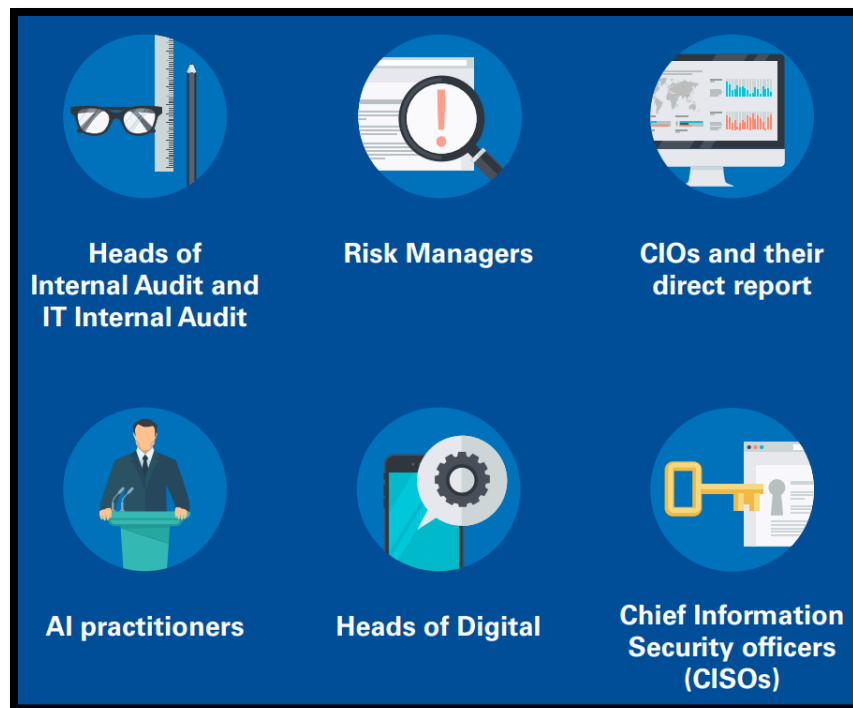 Heads of
Internal Audit and
IT Internal Audit
Risk Managers
CIOs and their
direct report
AI practitioners
Heads of Digital
Chief Information
Security officers
(CISOs)